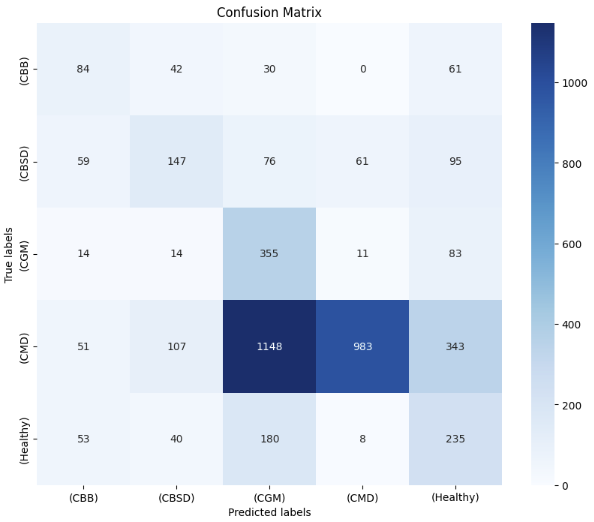 Confusion Matrix
True labels
(CBB) 84 42 30 0 61
(CBSD) 59 147 76 61 95
(CGM) 14 14 355 11 83
(CMD) 51 107 1148 983 343
(Healthy) 53 40 180 8 235
(CBB) (CBSD) (CGM) (CMD) (Healthy)
Predicted labels
1000
800
600
400
200
0